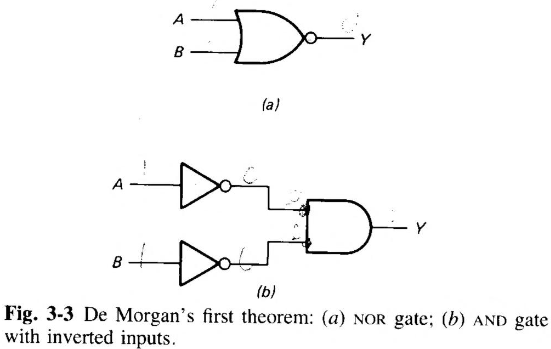 A
Y
B
(a)
A
Y
B
(b)
Fig. 3-3 De Morgan's first theorem: (a) NOR gate; (b) AND gate
with inverted inputs.